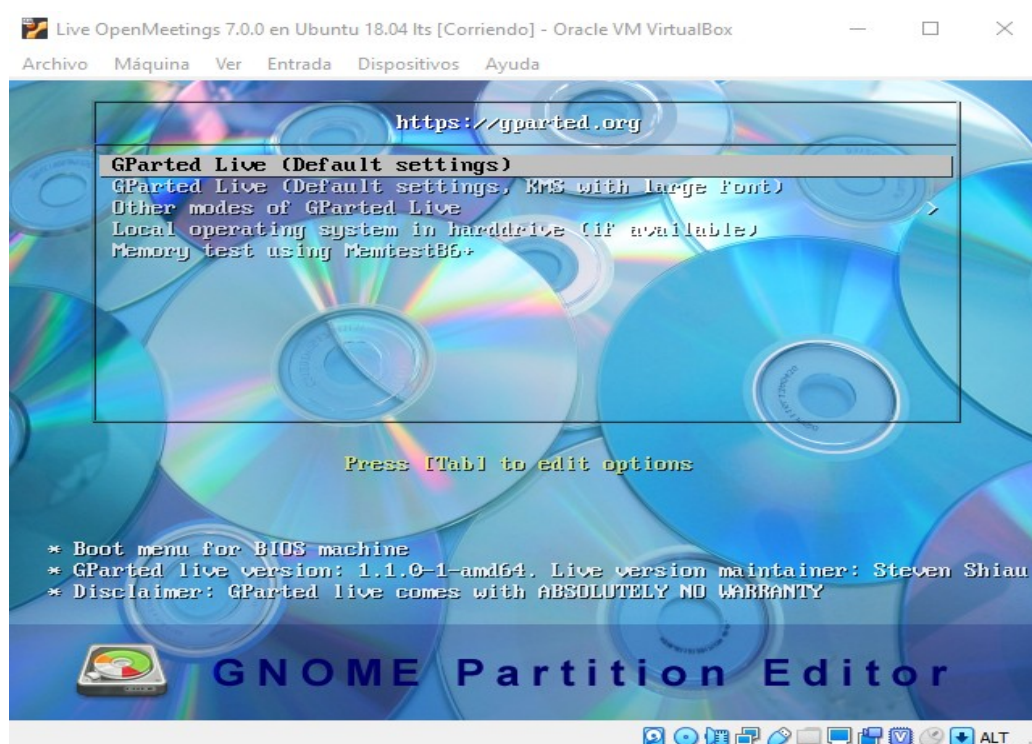 Live OpenMeetings 7.0.0 en Ubuntu 18.04 lts [Corriendo] - Oracle VM VirtualBox
Archivo Máquina Ver Entrada Dispositivos Ayuda
https://gparted.org
GParted Live (Default settings)
GParted Live (Default settings, KMS with large font)
Other modes of GParted Live >
Local operating system in harddrive (if available)
Memory test using Memtest86+
Press [Tab] to edit options
* Boot menu for BIOS machine
* GParted live version: 1.1.0-1-amd64. Live version maintainer: Steven Shiau
* Disclaimer: GParted live comes with ABSOLUTELY NO WARRANTY
GNOME Partition Editor
ALT